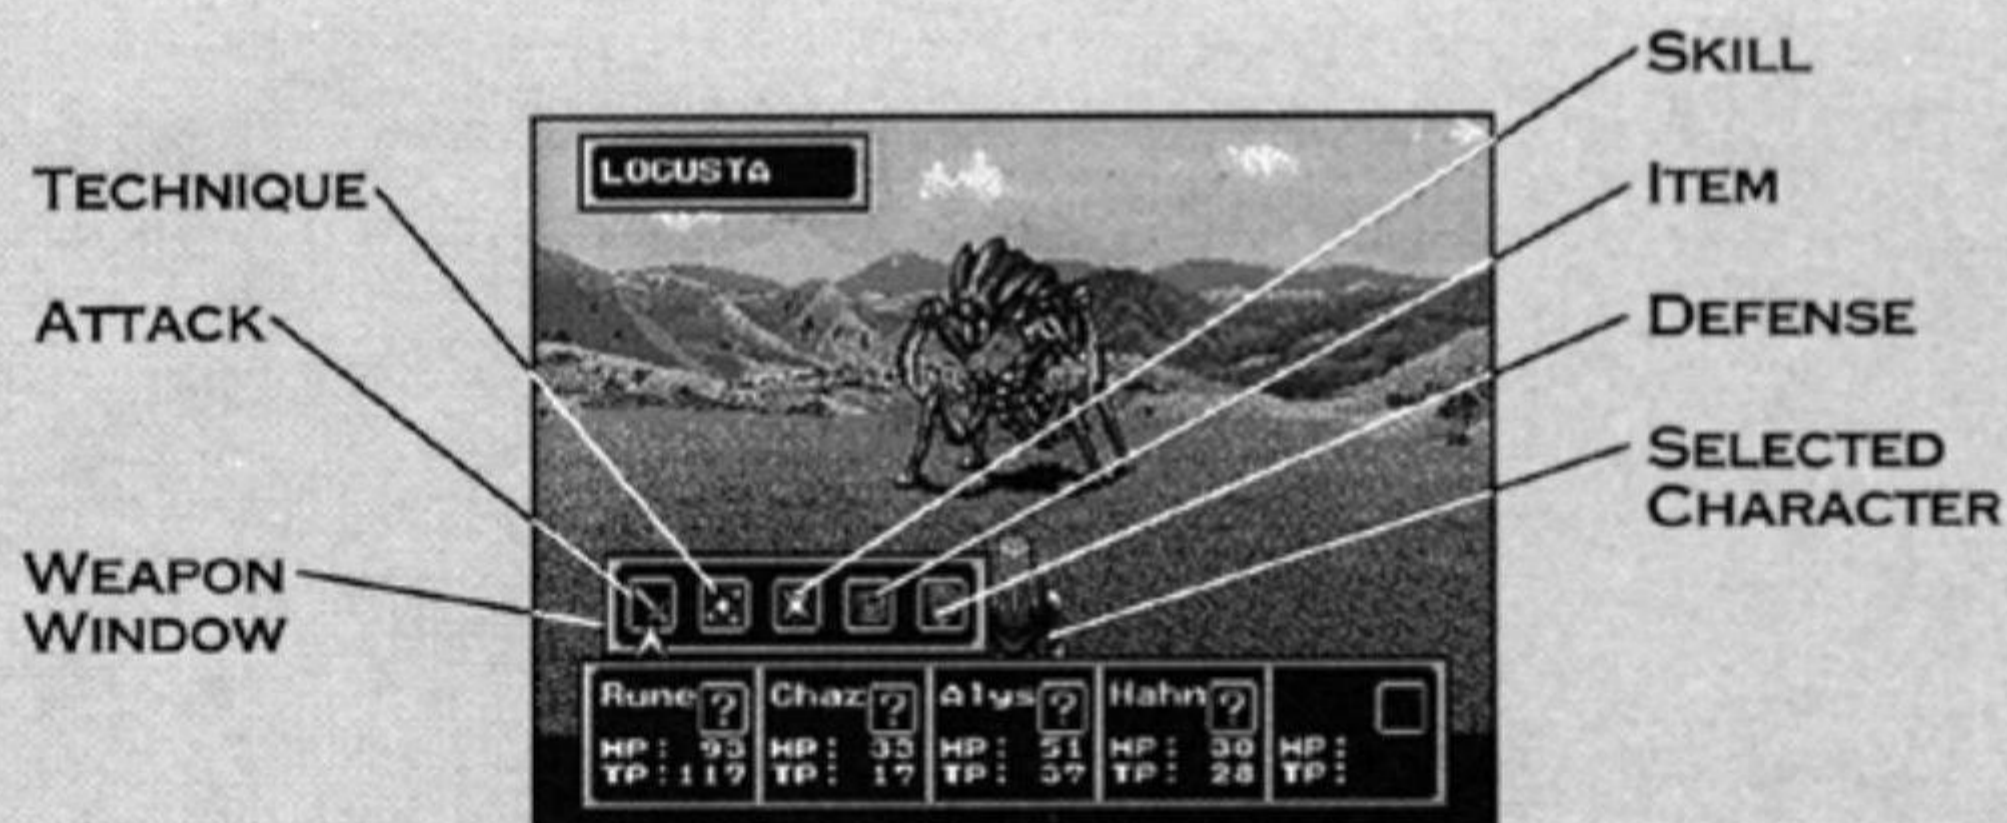 SKILL
TECHNIQUE
LOCUSTA
ITEM
ATTACK
DEFENSE
SELECTED
CHARACTER
WEAPON
WINDOW
Rune ? Chaz ? Alys ? Hahn ?
HP: 93 HP: 33 HP: 51 HP: 30 HP:
TP:117 TP: 17 TP: 37 TP: 28 TP: